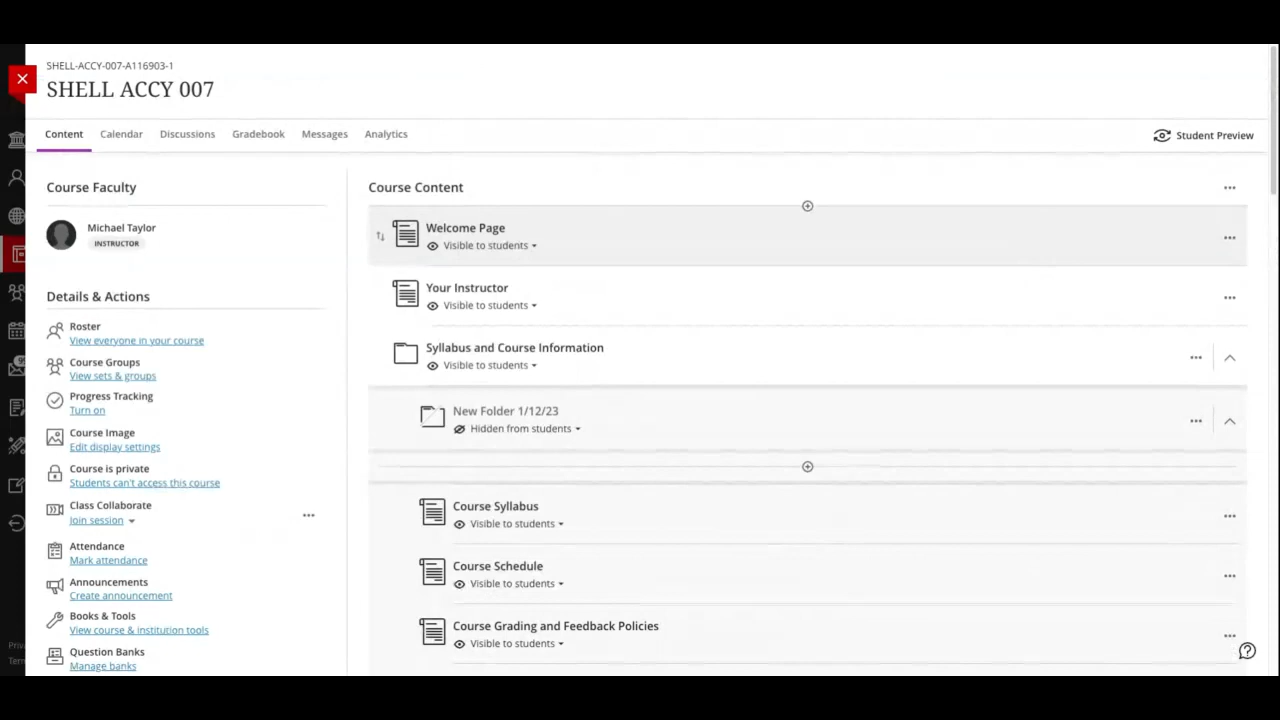 SHELL-ACCY-007-A116903-1
SHELL ACCY 007
Content Calendar Discussions Gradebook Messages Analytics
Student Preview
Course Faculty
Michael Taylor
INSTRUCTOR
Details & Actions
Roster
View everyone in your course
Course Groups
View sets & groups
Progress Tracking
Turn on
Course Image
Edit display settings
Course is private
Students can't access this course
Class Collaborate
Join session
Attendance
Mark attendance
Announcements
Create announcement
Books & Tools
View course & institution tools
Question Banks
Manage banks
Course Content
Welcome Page
Visible to students
Your Instructor
Visible to students
Syllabus and Course Information
Visible to students
New Folder 1/12/23
Hidden from students
Course Syllabus
Visible to students
Course Schedule
Visible to students
Course Grading and Feedback Policies
Visible to students